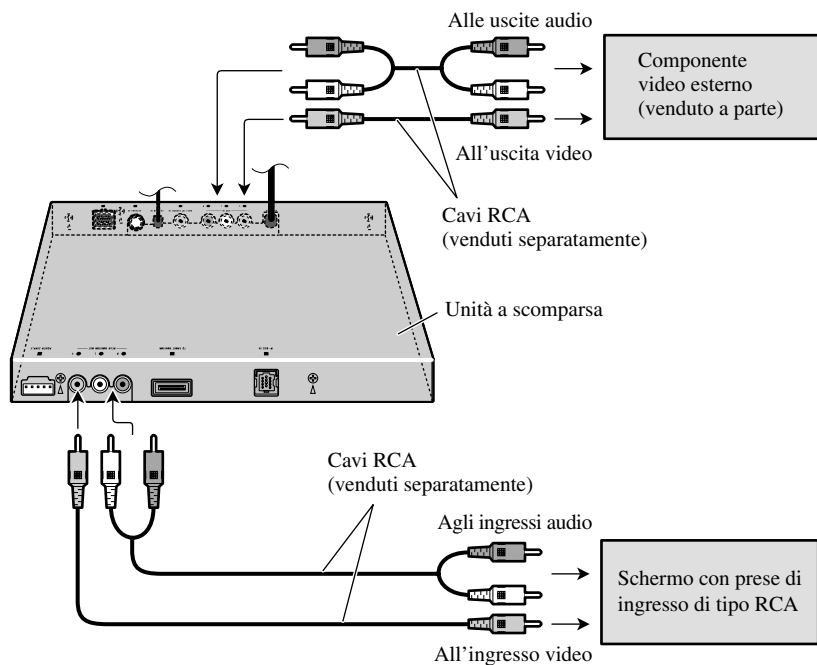 Alle uscite audio
Componente
video esterno
(venduto a parte)
All'uscita video
Cavi RCA
(venduti separatamente)
Unità a scomparsa
Cavi RCA
(venduti separatamente)
Agli ingressi audio
Schermo con prese di
ingresso di tipo RCA
All'ingresso video